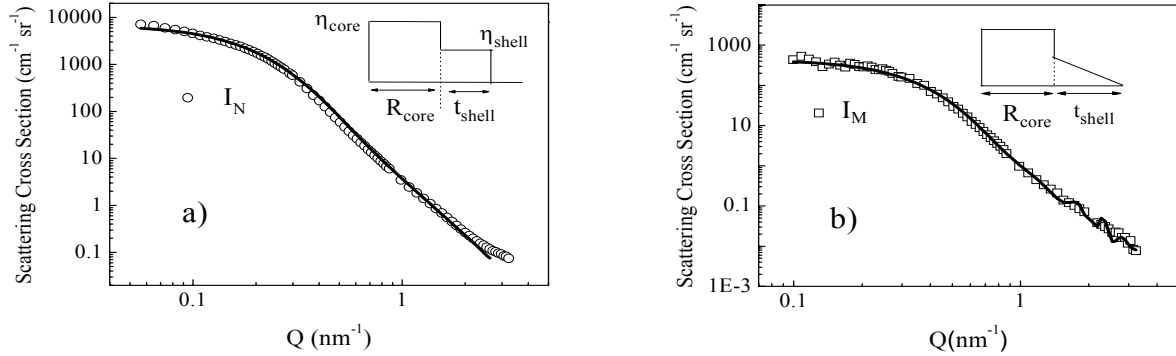 Scattering Cross Section (cm⁻¹ sr⁻¹)
10000
1000
100
10
1
0.1
a)
I_N
η_core
η_shell
R_core
t_shell
0.1 1
Q (nm⁻¹)
Scattering Cross Section (cm⁻¹ sr⁻¹)
1000
10
0.1
1E-3
b)
I_M
R_core
t_shell
0.1 1
Q(nm⁻¹)